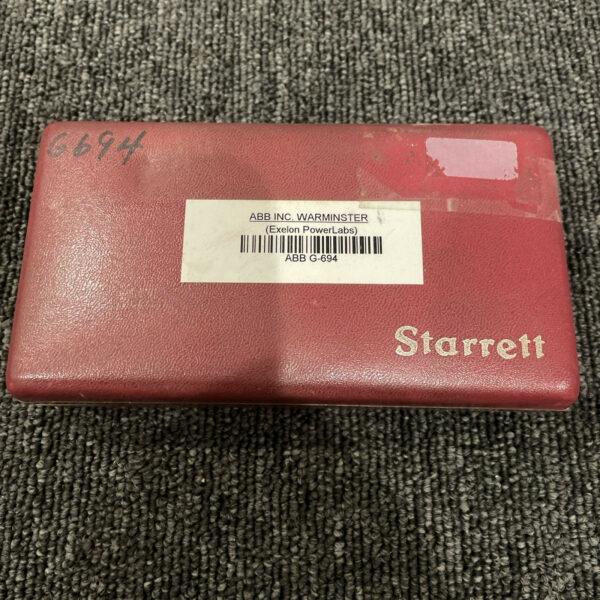 G694
ABB INC. WARMINSTER
(Exelon PowerLabs)
ABB G-694
Starrett